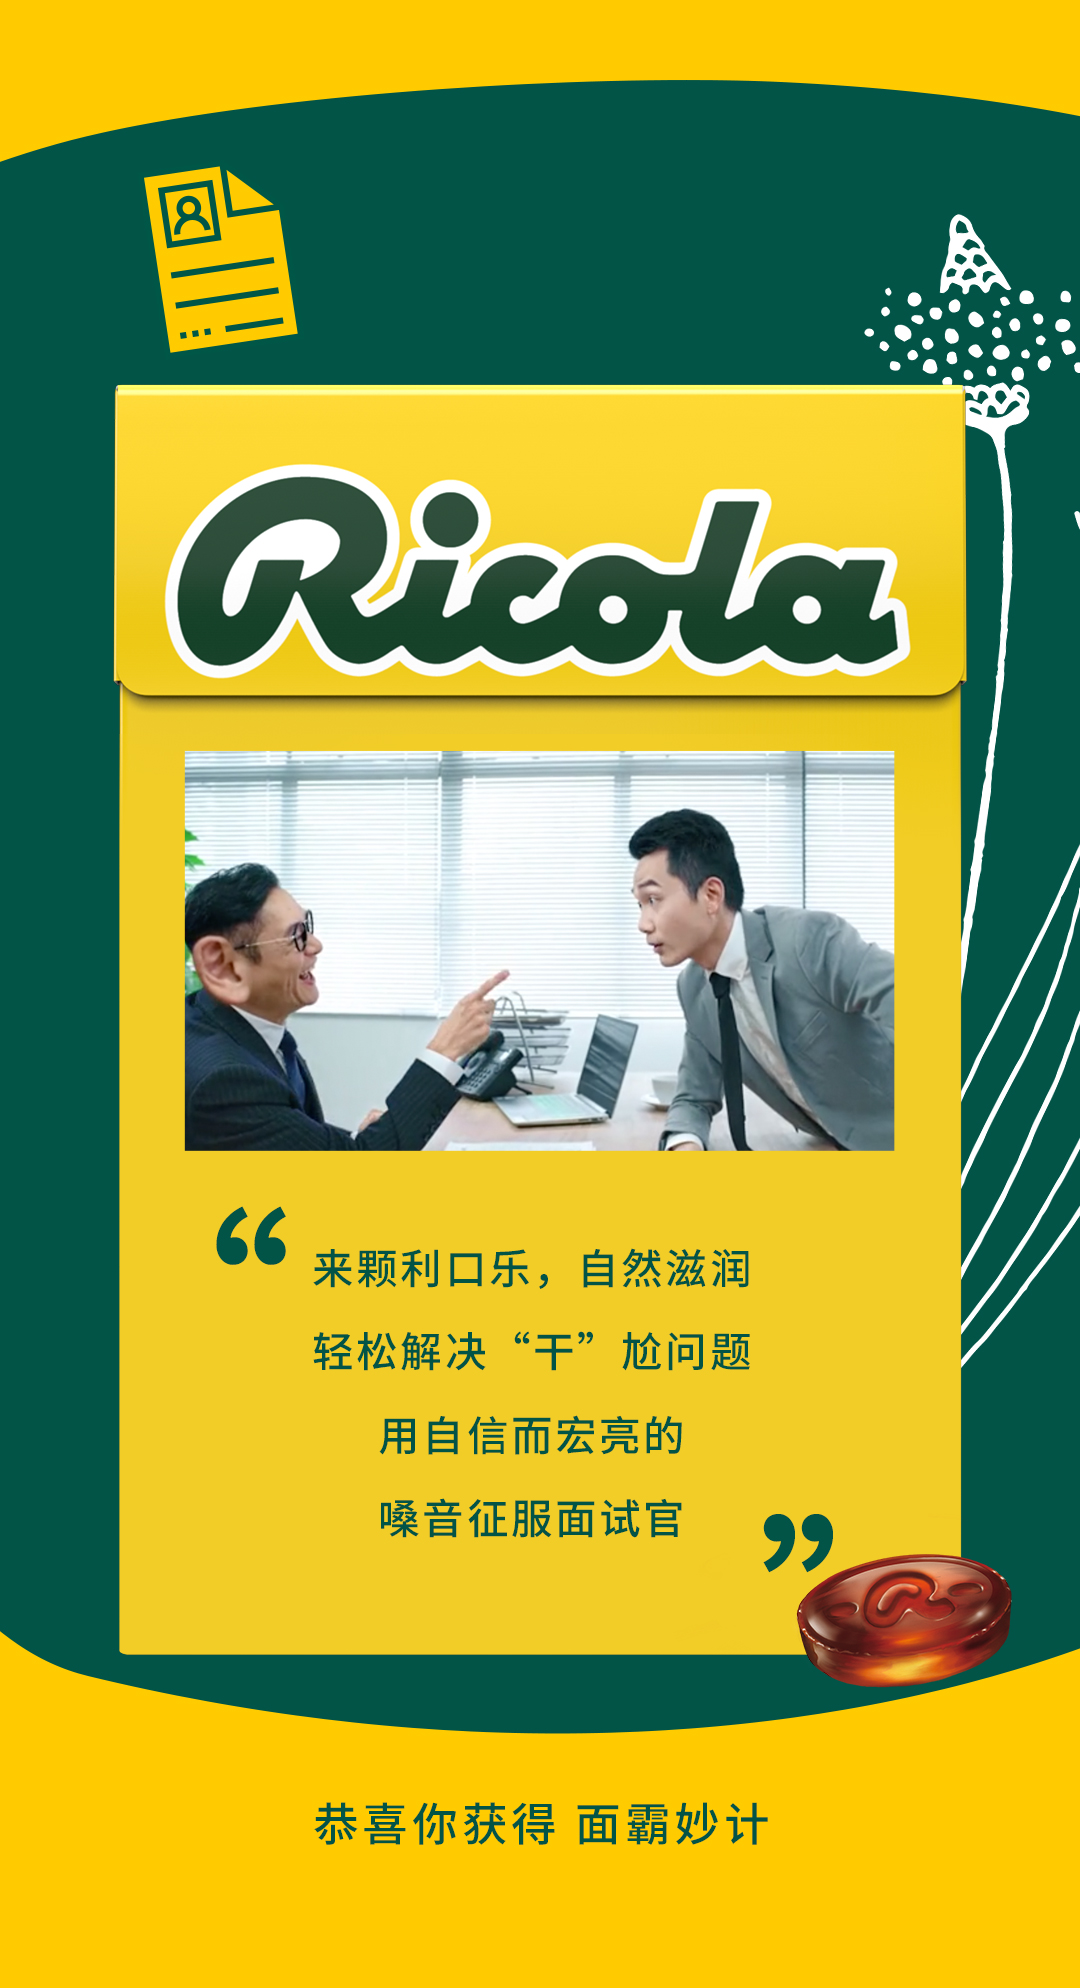 Ricola
“来颗利口乐，自然滋润
轻松解决“干”尬问题
用自信而宏亮的
嗓音征服面试官”
恭喜你获得 面霸妙计